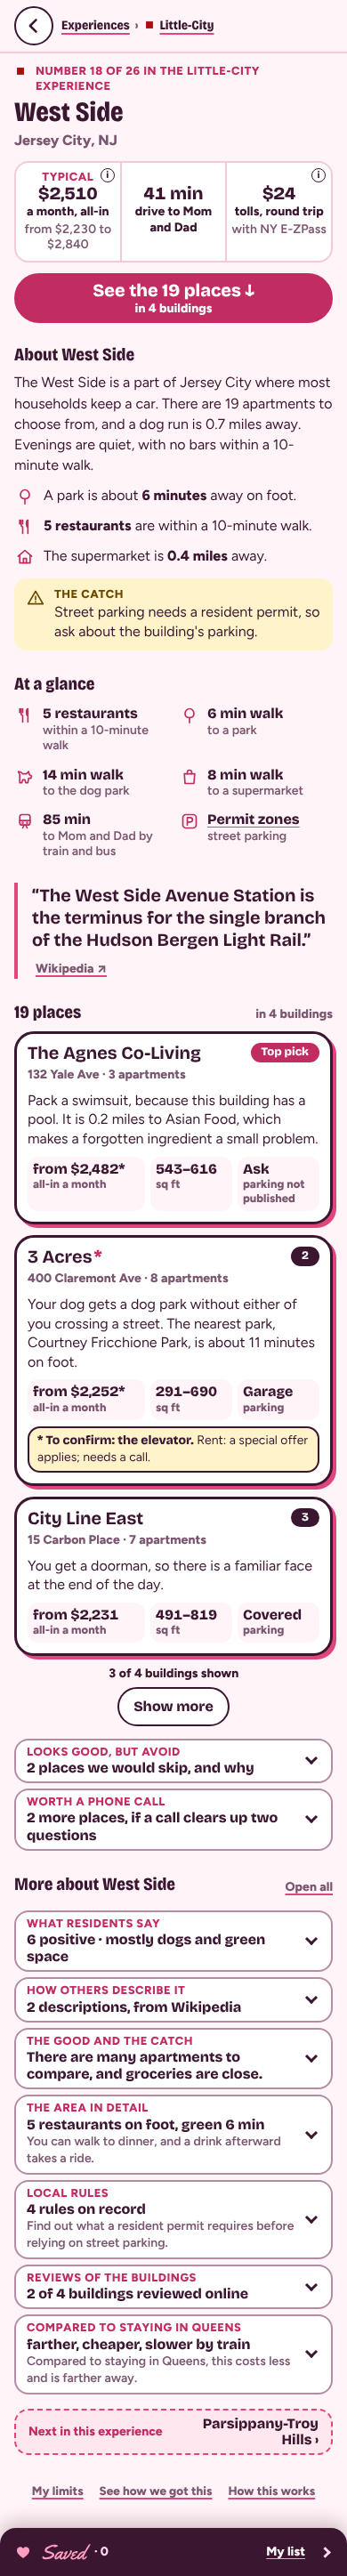 Experiences › Little-City
NUMBER 18 OF 26 IN THE LITTLE-CITY
EXPERIENCE
West Side
Jersey City, NJ
TYPICAL
$2,510
a month, all-in
from $2,230 to
$2,840
41 min
drive to Mom
and Dad
$24
tolls, round trip
with NY E-ZPass
See the 19 places ↓
in 4 buildings
About West Side
The West Side is a part of Jersey City where most
households keep a car. There are 19 apartments to
choose from, and a dog run is 0.7 miles away.
Evenings are quiet, with no bars within a 10-
minute walk.
A park is about 6 minutes away on foot.
5 restaurants are within a 10-minute walk.
The supermarket is 0.4 miles away.
THE CATCH
Street parking needs a resident permit, so
ask about the building's parking.
At a glance
5 restaurants
within a 10-minute
walk
6 min walk
to a park
14 min walk
to the dog park
8 min walk
to a supermarket
85 min
to Mom and Dad by
train and bus
Permit zones
street parking
“The West Side Avenue Station is
the terminus for the single branch
of the Hudson Bergen Light Rail.”
Wikipedia ↗
19 places
in 4 buildings
The Agnes Co-Living
Top pick
132 Yale Ave · 3 apartments
Pack a swimsuit, because this building has a
pool. It is 0.2 miles to Asian Food, which
makes a forgotten ingredient a small problem.
from $2,482*
all-in a month
543–616
sq ft
Ask
parking not
published
3 Acres*
2
400 Claremont Ave · 8 apartments
Your dog gets a dog park without either of
you crossing a street. The nearest park,
Courtney Fricchione Park, is about 11 minutes
on foot.
from $2,252*
all-in a month
291–690
sq ft
Garage
parking
* To confirm: the elevator. Rent: a special offer
applies; needs a call.
City Line East
3
15 Carbon Place · 7 apartments
You get a doorman, so there is a familiar face
at the end of the day.
from $2,231
all-in a month
491–819
sq ft
Covered
parking
3 of 4 buildings shown
Show more
LOOKS GOOD, BUT AVOID
2 places we would skip, and why
WORTH A PHONE CALL
2 more places, if a call clears up two
questions
More about West Side
Open all
WHAT RESIDENTS SAY
6 positive · mostly dogs and green
space
HOW OTHERS DESCRIBE IT
2 descriptions, from Wikipedia
THE GOOD AND THE CATCH
There are many apartments to
compare, and groceries are close.
THE AREA IN DETAIL
5 restaurants on foot, green 6 min
You can walk to dinner, and a drink afterward
takes a ride.
LOCAL RULES
4 rules on record
Find out what a resident permit requires before
relying on street parking.
REVIEWS OF THE BUILDINGS
2 of 4 buildings reviewed online
COMPARED TO STAYING IN QUEENS
farther, cheaper, slower by train
Compared to staying in Queens, this costs less
and is farther away.
Next in this experience
Parsippany-Troy
Hills ›
My limits See how we got this How this works
Saved · 0
My list